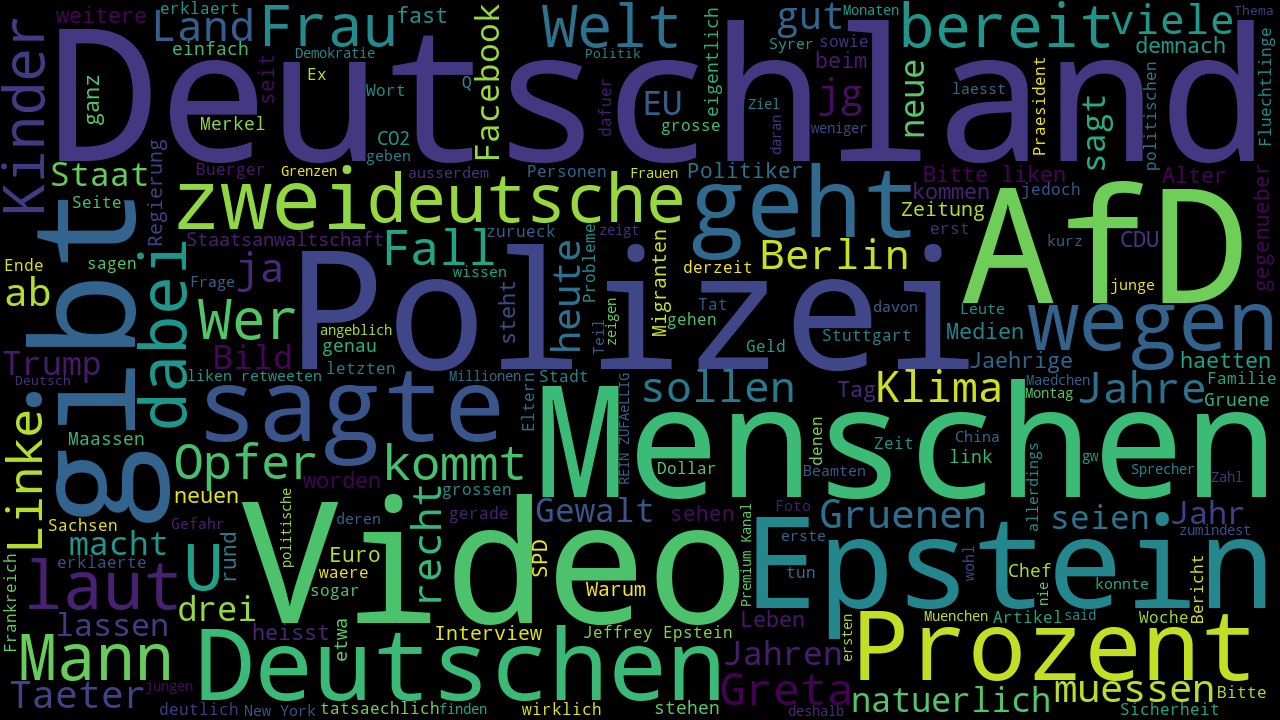 weitere
erklaert
Land
Frau
fast
Welt
gut
bereit
viele
Monaten
Thema
Kinder
Deutschland
einfach
seit
Demokratie
Ex
Wort
Q
Facebook
Politik
dafuer
EU
grosse
eigentlich
Syrer
sowie
beim
jg
Ziel
daran
weniger
neue
demnach
laesst
Praesident
sagt
politischen
Fluechtlinge
ganz
Merkel
CO2
geben
Staat
Seite
Regierung
Buerger
Grenzen
ausserdem
Personen
Frauen
Politiker
Bitte liken
kommen
jedoch
Alter
gegenueber
zwei
deutsche
geht
Zeitung
AfD
Staatsanwaltschaft
Fall
zurueck
zeigt
erst
kurz
CDU
gibt
Ende
sagen
ab
dabei
Frage
ja
Polizei
wissen
heute
Probleme
Migranten
derzeit
Berlin
junge
Wer
angeblich
genau
steht
Teil
zeigen
gehen
Tat
davon
Stuttgart
Leute
Medien
wegen
Trump
Deutsch
Bild
letzten
liken retweeten
Millionen
Stadt
Geld
Jaehrige
haetten
Familie
Linke
Maassen
sagte
Eltern
REIN ZUFAeLLIG
sollen
Tag
Klima
Maedchen
Montag
Jahre
Gruene
Menschen
Opfer
kommt
Dollar
denen
Zeit
China
link
Beamten
allerdings
gw
Sprecher
Zahl
Sachsen
neuen
worden
grossen
Gewalt
sehen
Foto
Gruenen
seien
Jahr
zumindest
macht
Gefahr
politische
deren
recht
gerade
Video
Premium Kanal
erste
Epstein
wohl
erklaerte
U
rund
Euro
waere
sogar
SPD
Warum
tun
Chef
nie
konnte
Bericht
Frankreich
laut
drei
lassen
heisst
etwa
Interview
Jeffrey Epstein
Leben
ersten
Muenchen
Artikel
said
Woche
Mann
Deutschen
Jahren
Prozent
Taeter
jungen
deutlich
New York
tatsaechlich
finden
wirklich
stehen
Greta
deshalb
natuerlich
muessen
Bitte
Sicherheit